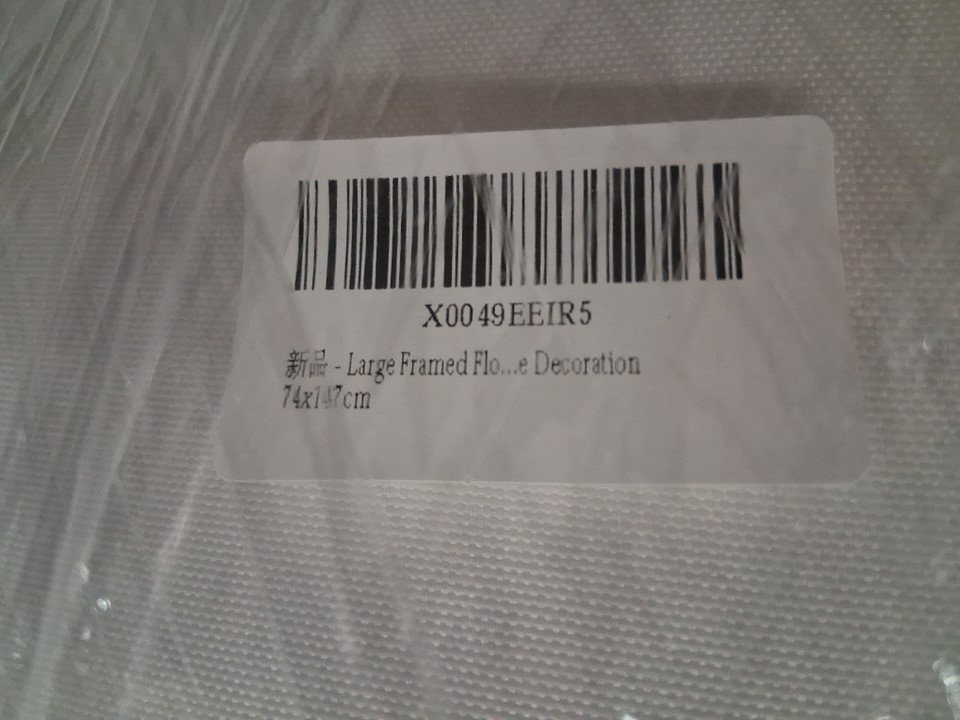 X0049EEIR5
新品 - Large Framed Flo...e Decoration
74x147cm